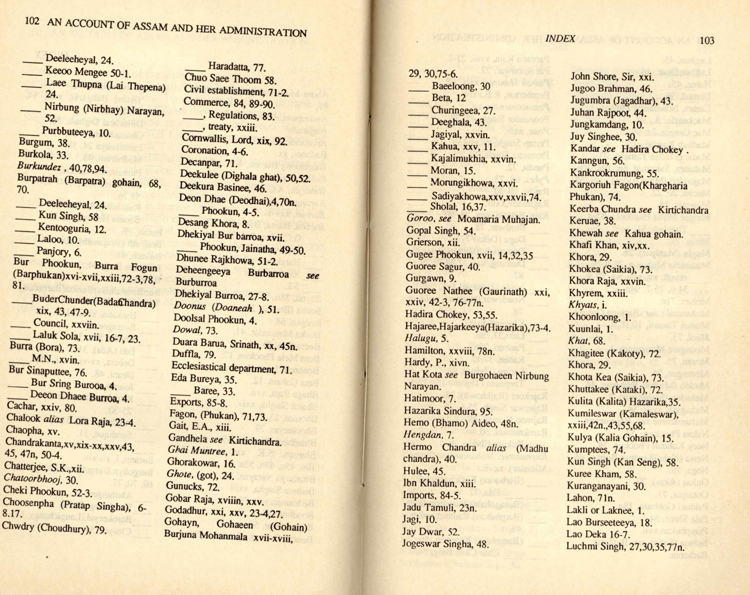 102 AN ACCOUNT OF ASSAM AND HER ADMINISTRATION
____ Deeleeheyal, 24.
____ Keeoo Mengee 50-1.
____ Laee Thupna (Lai Thepena)
24.
____ Nirbung (Nirbhay) Narayan,
52.
____ Purbbuteeya, 10.
Burgum, 38.
Burkola, 33.
Burkundez , 40,78,94.
Burpatrah (Barpatra) gohain, 68,
70.
____ Deeleeheyal, 24.
____ Kun Singh, 58
____ Kentooguria, 12.
____ Laloo, 10.
____ Panjory, 6.
Bur Phookun, Burra Fogun
(Barphukan)xvi-xvii,xxiii,72-3,78,
81.
____ BuderChunder(BadanChandra)
xix, 43, 47-9.
____ Council, xxviin.
____ Laluk Sola, xvii, 16-7, 23.
Burra (Bora), 73.
____ M.N., xvin.
Bur Sinaputtee, 76.
____ Bur Sring Burooa, 4.
____ Deeon Dhaee Burroa, 4.
Cachar, xxiv, 80.
Chalook alias Lora Raja, 23-4.
Chaopha, xv.
Chandrakanta,xv,xix-xx,xxv,43,
45, 47n, 50-4.
Chatterjee, S.K.,xii.
Chatoorbhooj, 30.
Cheki Phookun, 52-3.
Choosenpha (Pratap Singha), 6-
8.17.
Chwdry (Choudhury), 79.
____ Haradatta, 77.
Chuo Saee Thoom 58.
Civil establishment, 71-2.
Commerce, 84, 89-90.
____, Regulations, 83.
____, treaty, xxiii.
Cornwallis, Lord, xix, 92.
Coronation, 4-6.
Decanpar, 71.
Deekulee (Dighala ghat), 50,52.
Deekura Basinee, 46.
Deon Dhae (Deodhai),4,70n.
____ Phookun, 4-5.
Desang Khora, 8.
Dhekiyal Bur barroa, xvii.
____ Phookun, Jainatha, 49-50.
Dhunee Rajkhowa, 51-2.
Deheengeeya Burbarroa see
Burburroa
Dhekiyal Burroa, 27-8.
Doonus (Doaneah ), 51.
Doolsal Phookun, 4.
Dowal, 73.
Duara Barua, Srinath, xx, 45n.
Duffla, 79.
Ecclesiastical department, 71.
Eda Bureya, 35.
____ Baree, 33.
Exports, 85-8.
Fagon, (Phukan), 71,73.
Gait, E.A., xiii.
Gandhela see Kirtichandra.
Ghai Muntree, 1.
Ghorakowar, 16.
Ghote, (got), 24.
Gunucks, 72.
Gobar Raja, xviiin, xxv.
Godadhur, xxi, xxv, 23-4,27.
Gohayn, Gohaeen (Gohain)
Burjuna Mohanmala xvii-xviii,
INDEX 103
29, 30,75-6.
____ Baeeloong, 30
____ Beta, 12
____ Churingeea, 27.
____ Deeghala, 43.
____ Jagiyal, xxvin.
____ Kahua, xxv, 11.
____ Kajalimukhia, xxvin.
____ Moran, 15.
____ Morungikhowa, xxvi.
____ Sadiyakhowa,xxv,xxvii,74.
____ Sholal, 16,37.
Goroo, see Moamaria Muhajan.
Gopal Singh, 54.
Grierson, xii.
Gugee Phookun, xvii, 14,32,35
Guoree Sagur, 40.
Gurgawn, 9.
Guoree Nathee (Gaurinath) xxi,
xxiv, 42-3, 76-77n.
Hadira Chokey, 53,55.
Hajaree,Hajarkeeya(Hazarika),73-4.
Halugu, 5.
Hamilton, xxviii, 78n.
Hardy, P., xivn.
Hat Kota see Burgohaeen Nirbung
Narayan.
Hatimoor, 7.
Hazarika Sindura, 95.
Hemo (Bhamo) Aideo, 48n.
Hengdan. 7.
Hermo Chandra alias (Madhu
chandra), 40.
Hulee, 45.
Ibn Khaldun, xiii.
Imports, 84-5.
Jadu Tamuli, 23n.
Jagi, 10.
Jay Dwar, 52.
Jogeswar Singha, 48.
John Shore, Sir, xxi.
Jugoo Brahman, 46.
Jugumbra (Jagadhar), 43.
Juhan Rajpoot, 44.
Jungkamdang, 10.
Juy Singhee, 30.
Kandar see Hadira Chokey .
Kanngun, 56.
Kankrookrumung, 55.
Kargoriuh Fagon(Khargharia
Phukan), 74.
Keerba Chundra see Kirtichandra
Keruae, 38.
Khewah see Kahua gohain.
Khafi Khan, xiv,xx.
Khora, 29.
Khokea (Saikia), 73.
Khora Raja, xxvin.
Khyrem, xxiii.
Khyats, i.
Khoonloong, 1.
Kuunlai, 1.
Khat, 68.
Khagitee (Kakoty), 72.
Khora, 29.
Khota Kea (Saikia), 73.
Khuttakee (Kataki), 72.
Kulita (Kalita) Hazarika,35.
Kumileswar (Kamaleswar),
xxiii,42n.,43,55,68.
Kulya (Kalia Gohain), 15.
Kumptees, 74.
Kun Singh (Kan Seng), 58.
Kuree Kham, 58.
Kuranganayani, 30.
Lahon, 71n.
Lakli or Laknee, 1.
Lao Burseeteeya, 18.
Lao Deka 16-7.
Luchmi Singh, 27,30,35,77n.